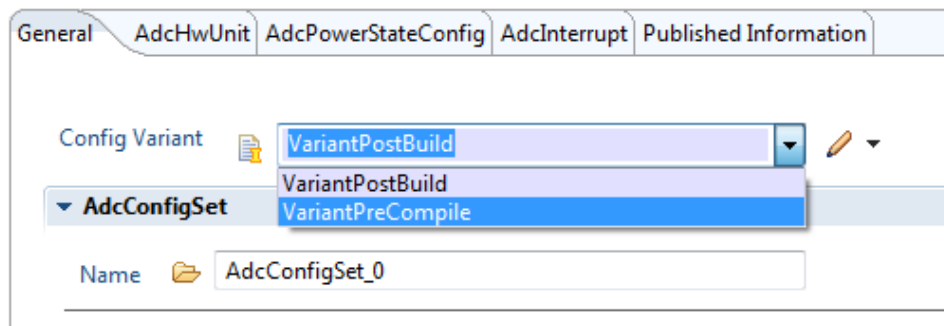 General AdcHwUnit AdcPowerStateConfig AdcInterrupt Published Information
Config Variant VariantPostBuild
VariantPostBuild
VariantPreCompile
AdcConfigSet
Name AdcConfigSet_0